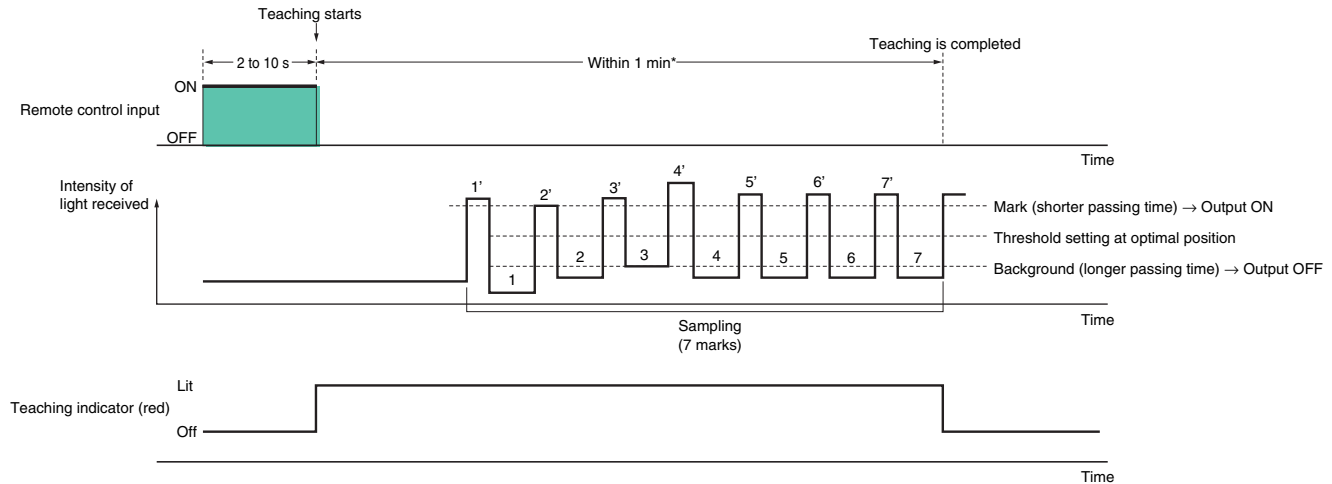 Teaching starts
Teaching is completed
2 to 10 s
Within 1 min*
ON
Remote control input
OFF
Time
Intensity of
light received
1'
2'
3'
4'
5'
6'
7'
Mark (shorter passing time) → Output ON
Threshold setting at optimal position
1
2
3
4
5
6
7
Background (longer passing time) → Output OFF
Time
Sampling
(7 marks)
Lit
Teaching indicator (red)
Off
Time